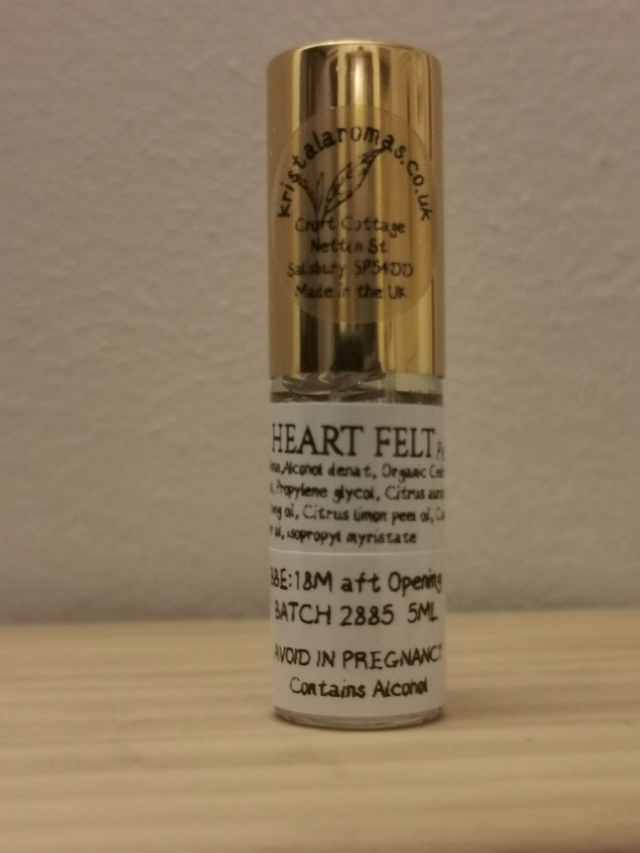 kristalaromas.co.uk
Croft Cottage
Netton St
Salisbury SP54DD
Made in the UK
HEART FELT
Alcohol denat, Organic
Propylene glycol, Citrus
oil, Citrus limon peel oil,
oil, isopropyl myristate
BBE:18M aft Opening
BATCH 2885 5ML
AVOID IN PREGNANCY
Contains Alcohol